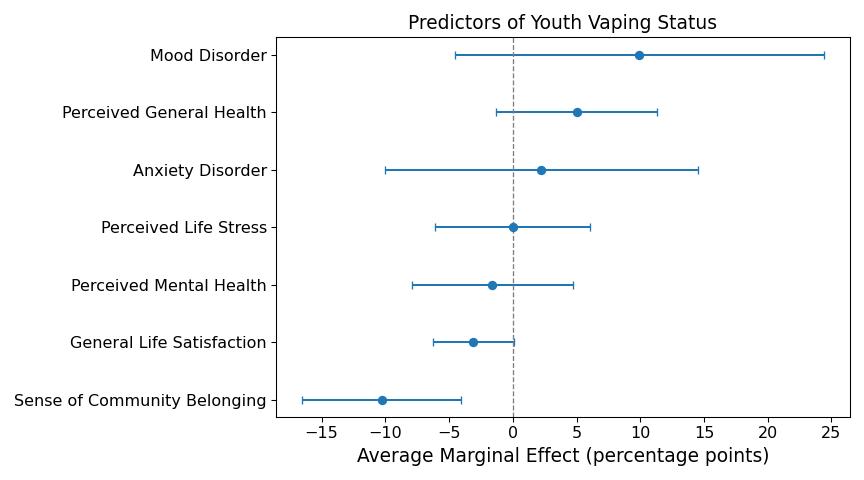 Predictors of Youth Vaping Status
Mood Disorder
Perceived General Health
Anxiety Disorder
Perceived Life Stress
Perceived Mental Health
General Life Satisfaction
Sense of Community Belonging
−15 −10 −5 0 5 10 15 20 25
Average Marginal Effect (percentage points)